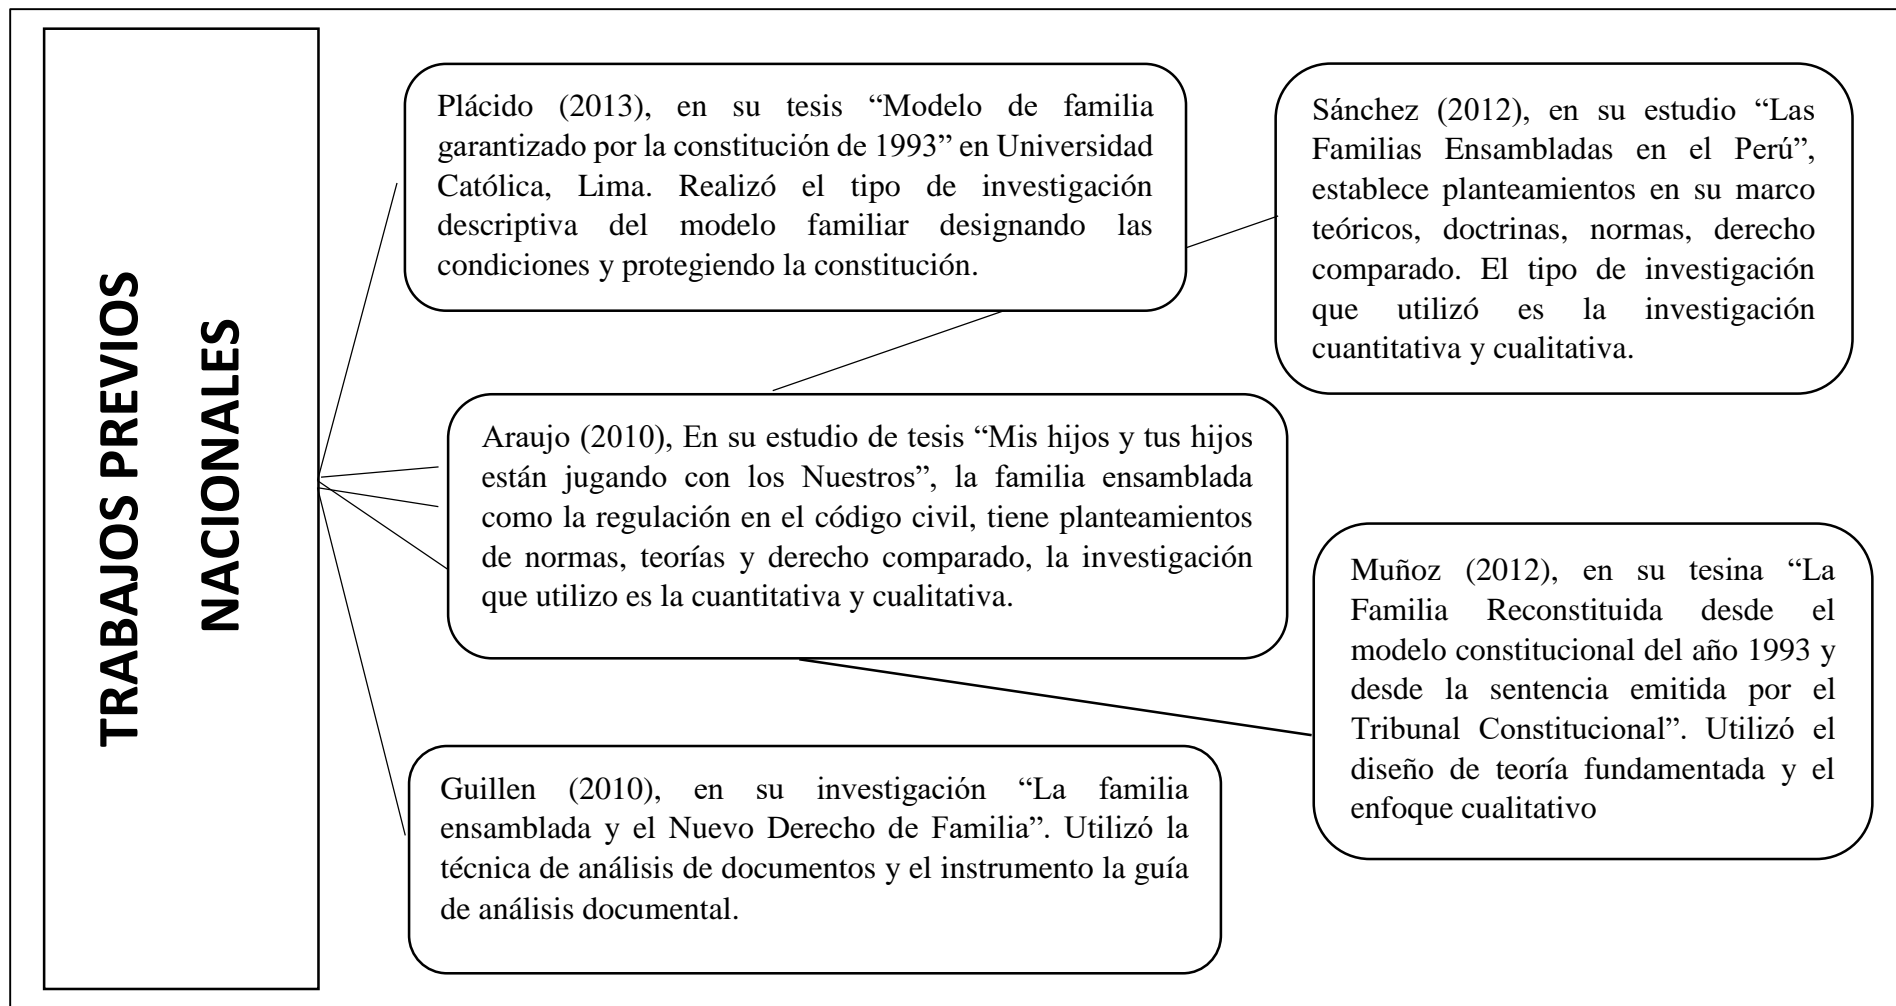 TRABAJOS PREVIOS
NACIONALES
Plácido (2013), en su tesis “Modelo de familia
garantizado por la constitución de 1993” en Universidad
Católica, Lima. Realizó el tipo de investigación
descriptiva del modelo familiar designando las
condiciones y protegiendo la constitución.
Sánchez (2012), en su estudio “Las
Familias Ensambladas en el Perú”,
establece planteamientos en su marco
teóricos, doctrinas, normas, derecho
comparado. El tipo de investigación
que utilizó es la investigación
cuantitativa y cualitativa.
Araujo (2010), En su estudio de tesis “Mis hijos y tus hijos
están jugando con los Nuestros”, la familia ensamblada
como la regulación en el código civil, tiene planteamientos
de normas, teorías y derecho comparado, la investigación
que utilizo es la cuantitativa y cualitativa.
Muñoz (2012), en su tesina “La
Familia Reconstituida desde el
modelo constitucional del año 1993 y
desde la sentencia emitida por el
Tribunal Constitucional”. Utilizó el
diseño de teoría fundamentada y el
enfoque cualitativo
Guillen (2010), en su investigación “La familia
ensamblada y el Nuevo Derecho de Familia”. Utilizó la
técnica de análisis de documentos y el instrumento la guía
de análisis documental.